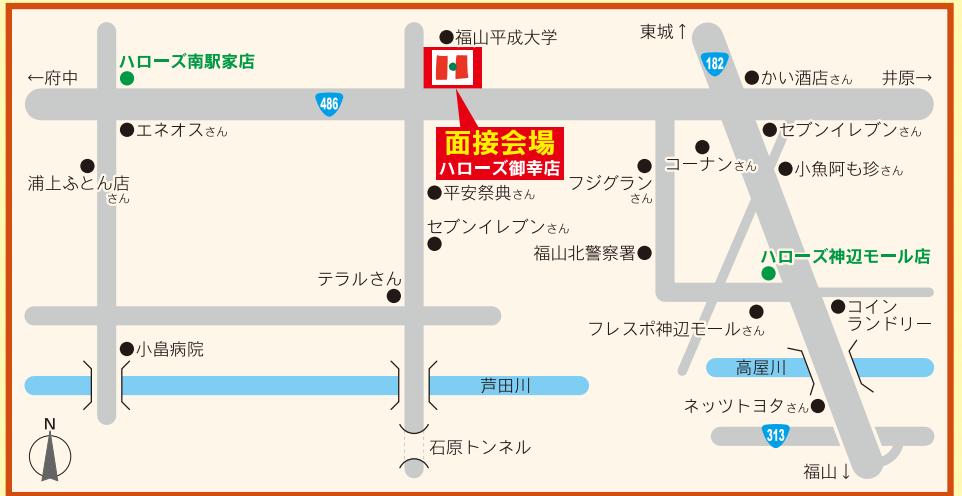 東城↑
福山平成大学
ハローズ南駅家店
182
←府中
かい酒店さん
井原→
486
エネオスさん
面接会場
ハローズ御幸店
セブンイレブンさん
コーナンさん
小魚阿も珍さん
浦上ふとん店
さん
フジグラン
さん
平安祭典さん
セブンイレブンさん
福山北警察署
ハローズ神辺モール店
テラルさん
コイン
ランドリー
フレスポ神辺モールさん
小畠病院
高屋川
芦田川
ネッツトヨタさん
N
313
石原トンネル
福山↓